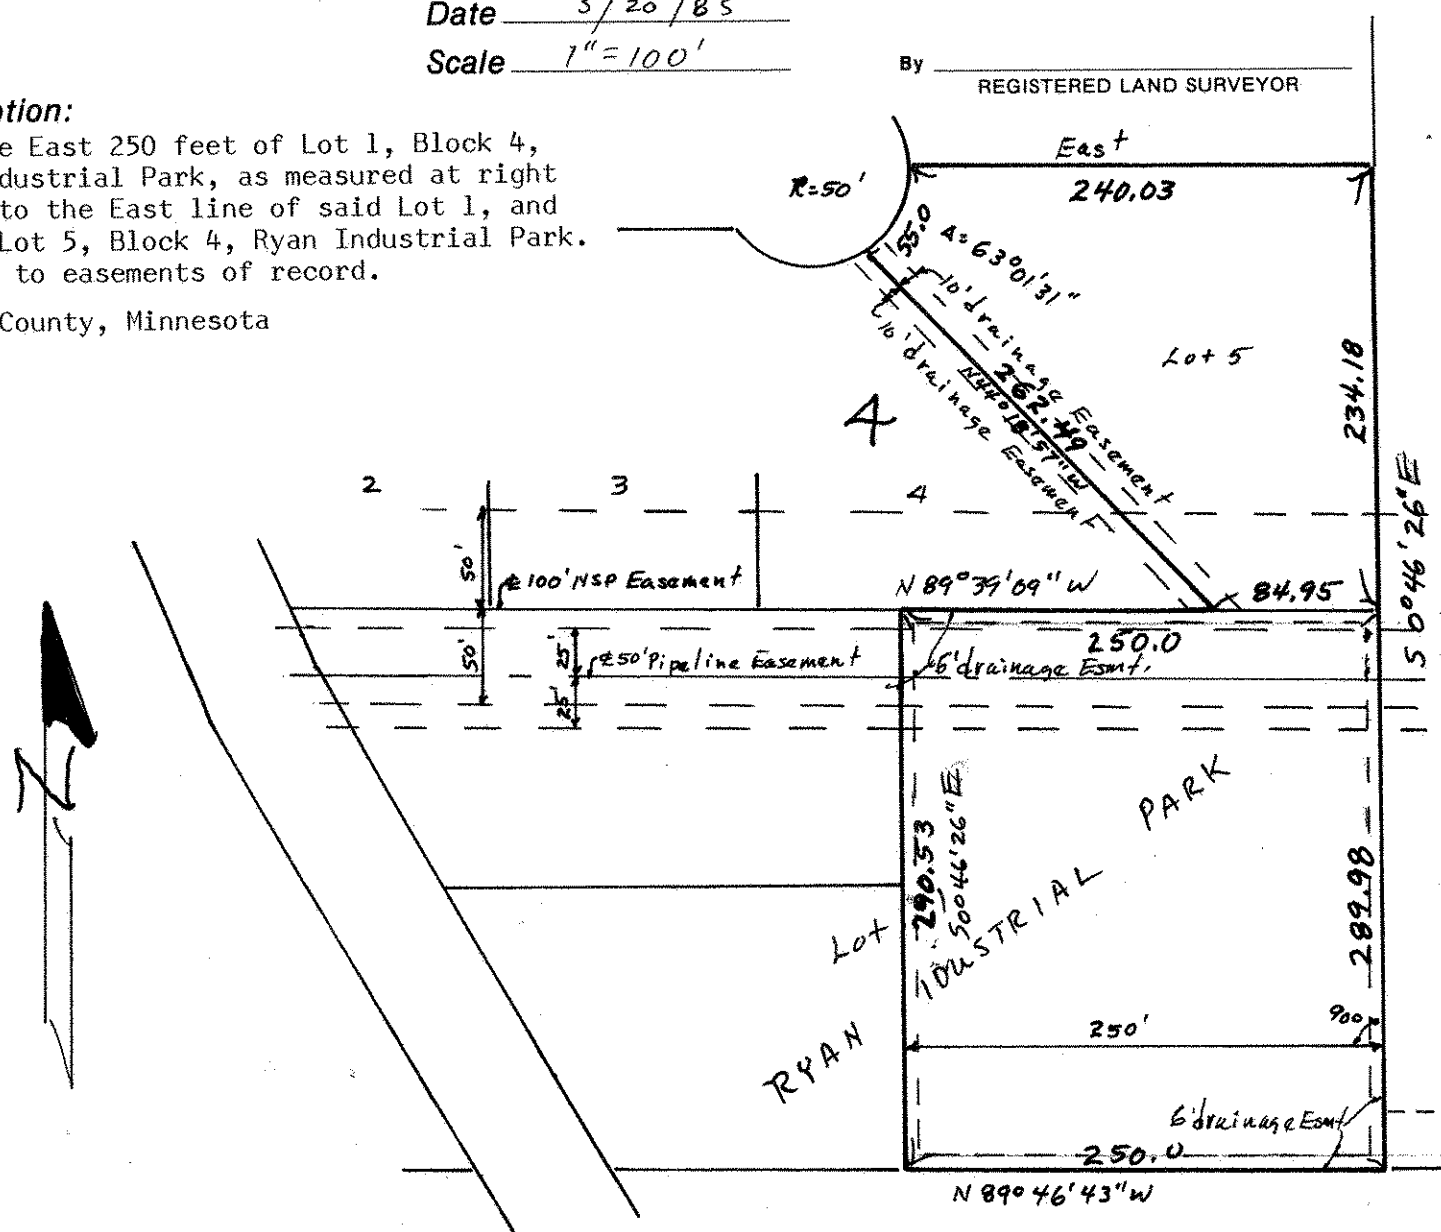 Date 3/20/85
Scale 1"=100'
By
REGISTERED LAND SURVEYOR
tion:
e East 250 feet of Lot 1, Block 4,
dustrial Park, as measured at right
to the East line of said Lot 1, and
Lot 5, Block 4, Ryan Industrial Park.
to easements of record.
County, Minnesota
East
240.03
R=50'
55.0
A=63°01'31"
10' drainage Easement
262.49
N44°18'57"W
10' drainage Easement
Lot 5
234.18
4
2
3
4
S 0°46'26"E
50'
℄ 100' NSP Easement
N 89°39'09" W
84.95
250.0
50'
25'
℄ 50' Pipeline Easement
6' drainage Esmt.
25'
290.53
S0°46'26"E
289.98
Lot
RYAN
IDUSTRIAL
PARK
250'
90°
6' drainage Esmt
250.0
N 89°46'43"W
N